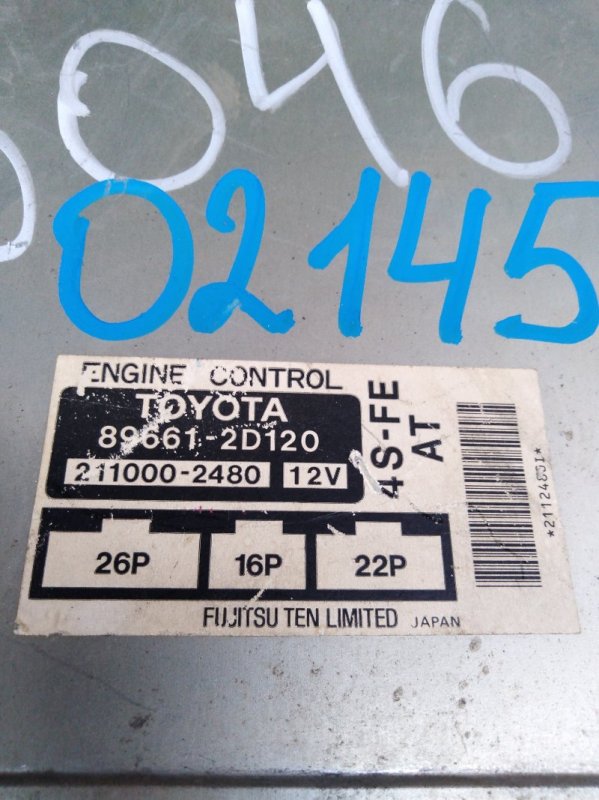 046
02145
ENGINE CONTROL
TOYOTA
89661-2D120
211000-2480 12V
4S-FE
AT
26P 16P 22P
FUJITSU TEN LIMITED JAPAN